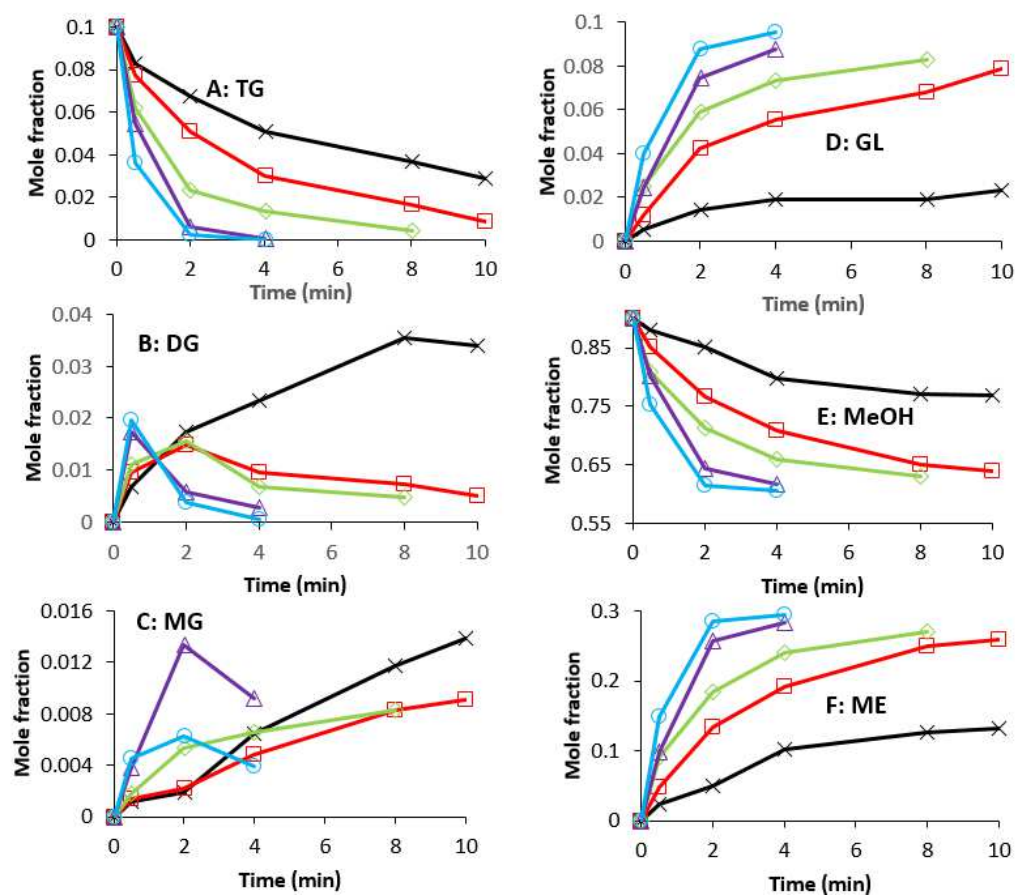 0.1
0.08
0.06
0.04
0.02
0
Mole fraction
A: TG
0 2 4 6 8 10
Time (min)
0.1
0.08
0.06
0.04
0.02
0
Mole fraction
D: GL
0 2 4 6 8 10
Time (min)
0.04
0.03
0.02
0.01
0
Mole fraction
B: DG
0 2 4 6 8 10
Time (min)
0.85
0.75
0.65
0.55
Mole fraction
E: MeOH
0 2 4 6 8 10
Time (min)
0.016
0.012
0.008
0.004
0
Mole fraction
C: MG
0 2 4 6 8 10
Time (min)
0.3
0.2
0.1
0
Mole fraction
F: ME
0 2 4 6 8 10
Time (min)